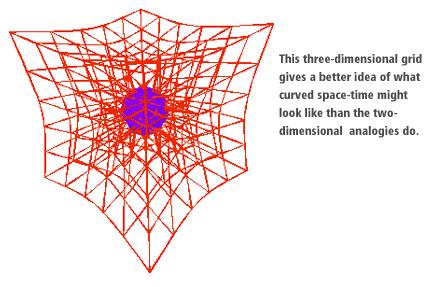 This three-dimensional grid
gives a better idea of what
curved space-time might
look like than the two-
dimensional analogies do.